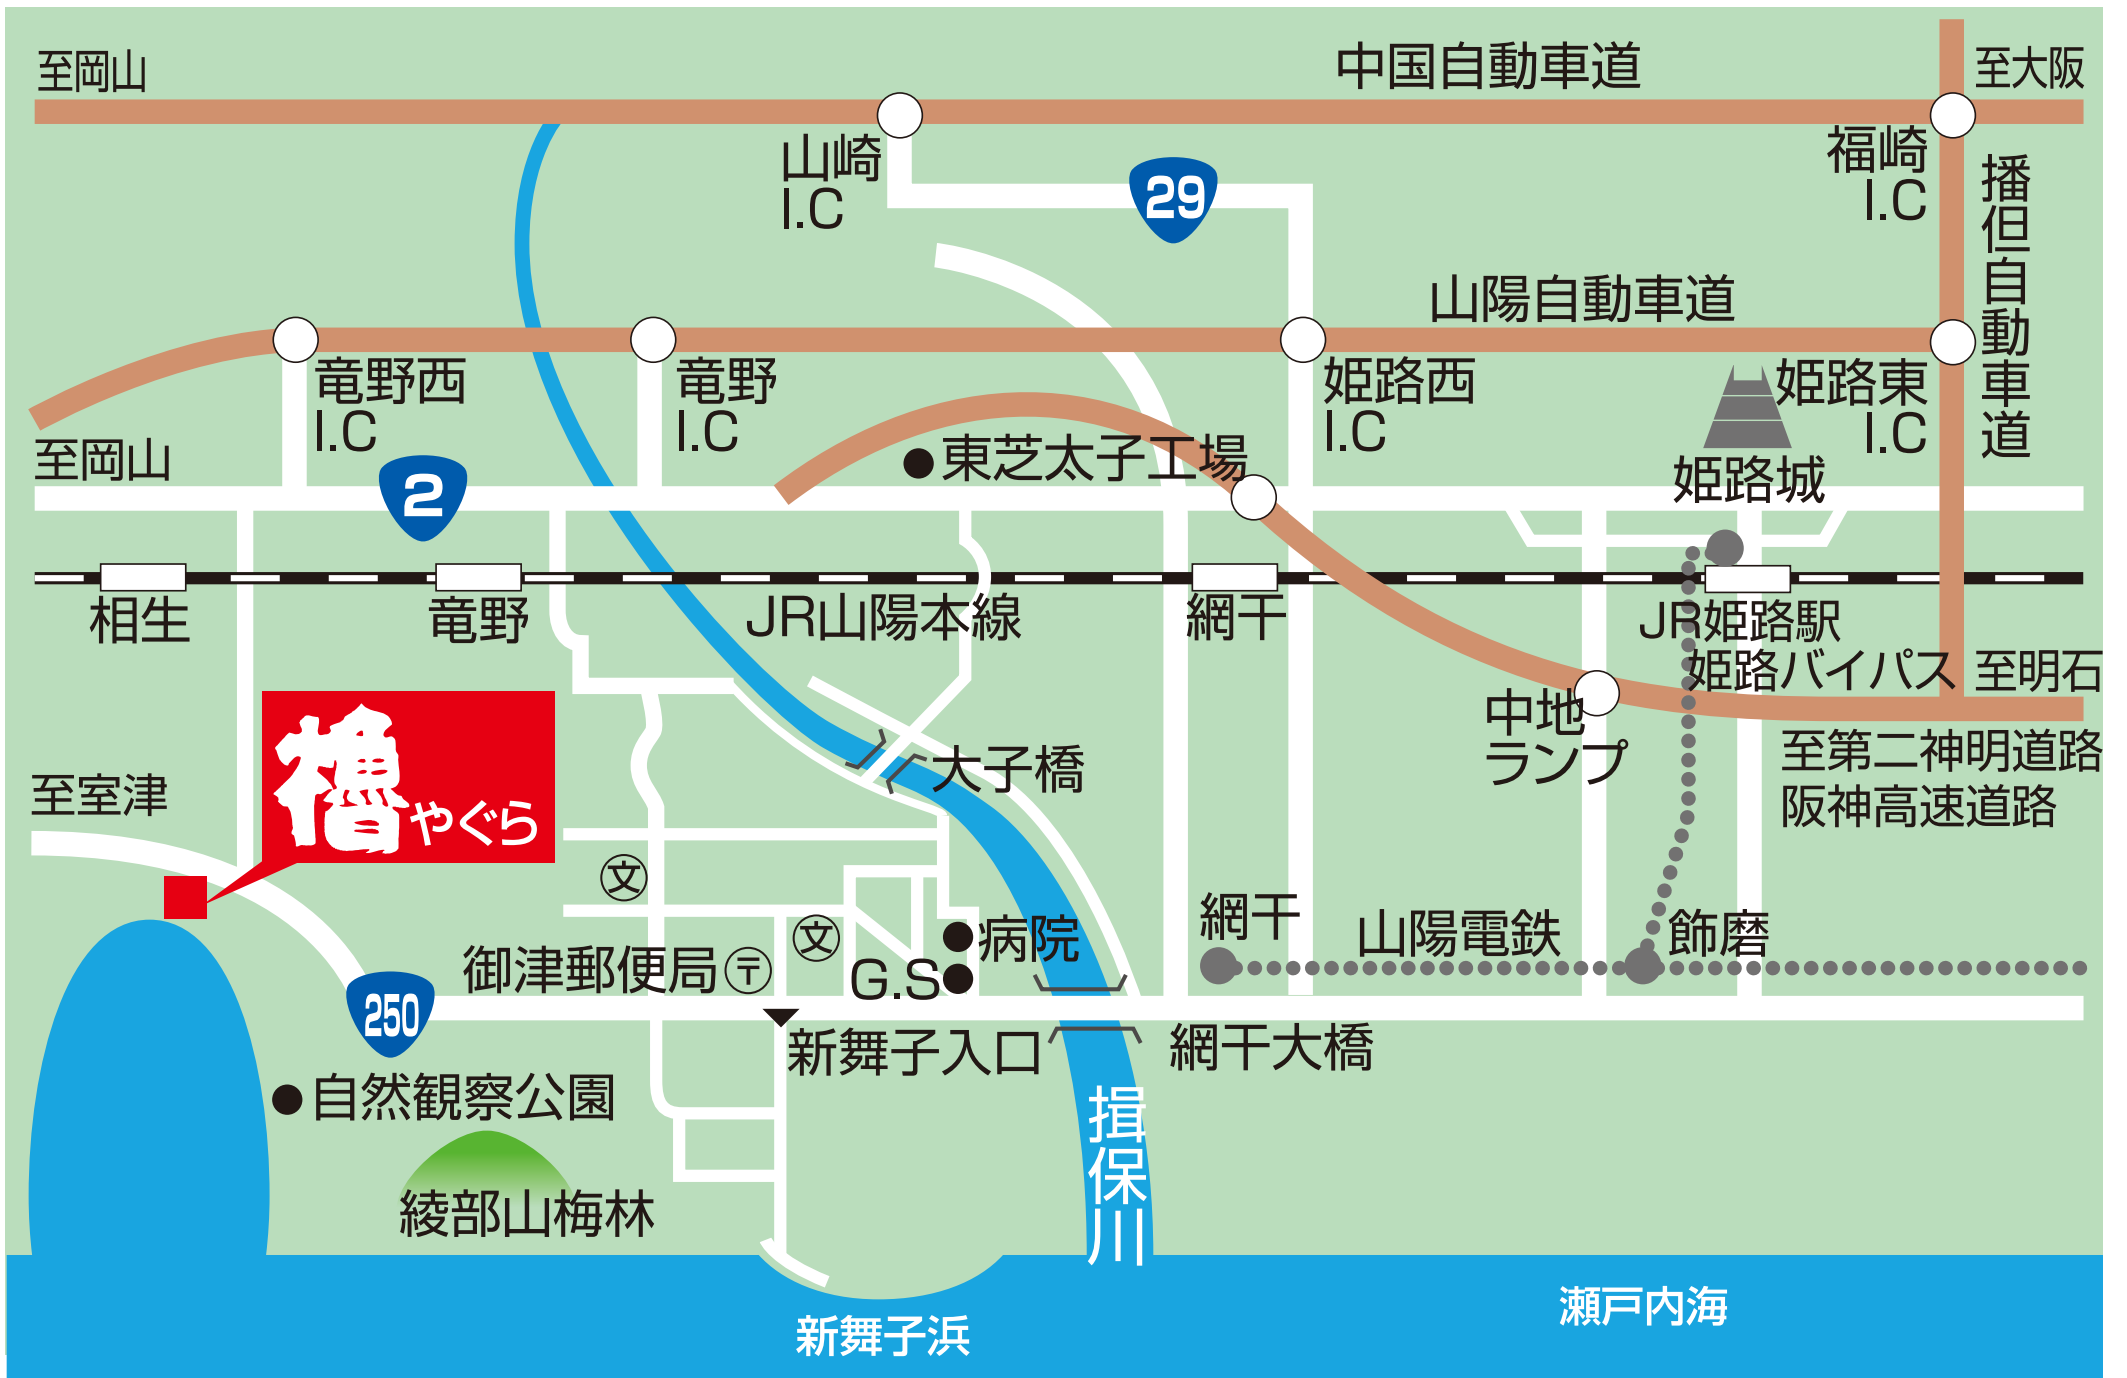 至岡山
中国自動車道
至大阪
山崎
I.C
29
福崎
I.C
播但自動車道
山陽自動車道
竜野西
I.C
竜野
I.C
姫路西
I.C
姫路東
I.C
至岡山
2
東芝太子工場
姫路城
相生
竜野
JR山陽本線
網干
JR姫路駅
姫路バイパス
至明石
中地
ランプ
至第二神明道路
阪神高速道路
至室津
櫓やぐら
大子橋
文
文
病院
G.S
御津郵便局〒
網干
山陽電鉄
飾磨
250
新舞子入口
網干大橋
自然観察公園
揖保川
綾部山梅林
新舞子浜
瀬戸内海